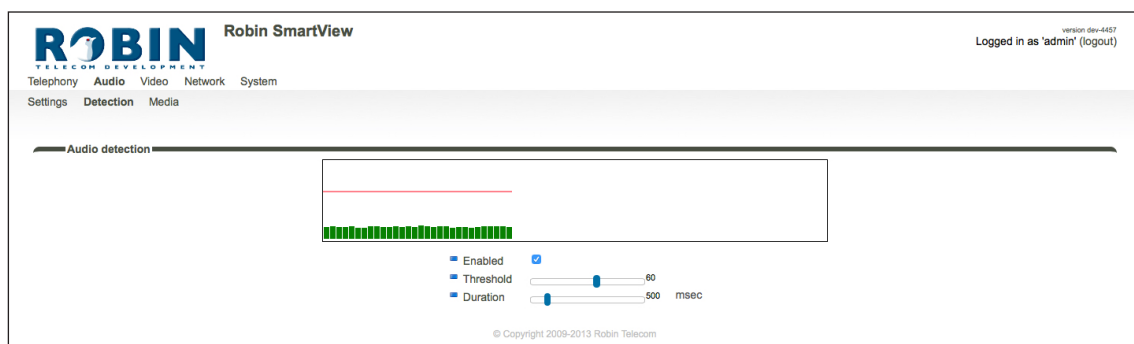 ROBIN
TELECOM DEVELOPMENT
Robin SmartView
version dev-4457
Logged in as 'admin' (logout)
Telephony Audio Video Network System
Settings Detection Media
Audio detection
Enabled
Threshold 60
Duration 500 msec
© Copyright 2009-2013 Robin Telecom